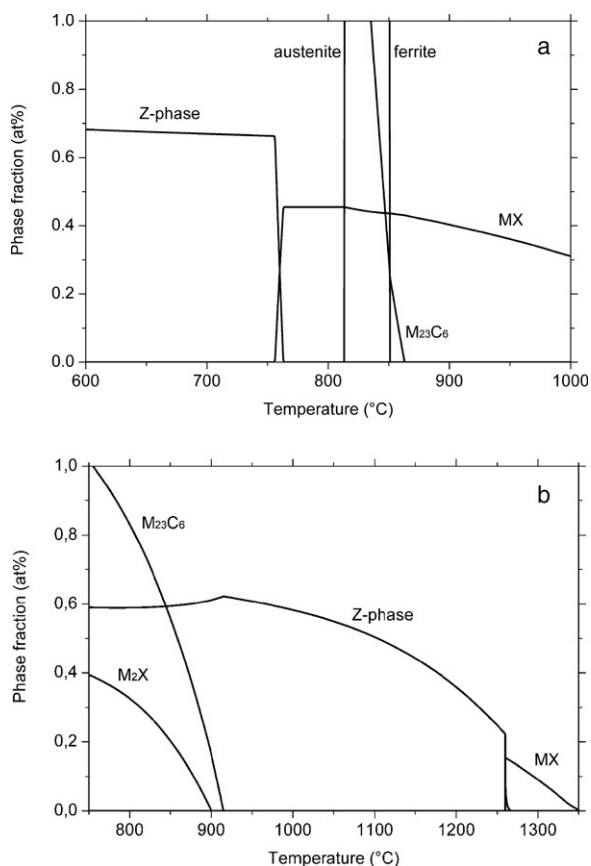 1.0
austenite
ferrite
a
0.8
Z-phase
0.6
Phase fraction (at%)
0.4
MX
0.2
M23C6
0.0
600 700 800 900 1000
Temperature (°C)
1,0
b
M23C6
0,8
0,6
Phase fraction (at%)
Z-phase
0,4
M2X
0,2
MX
0,0
800 900 1000 1100 1200 1300
Temperature (°C)